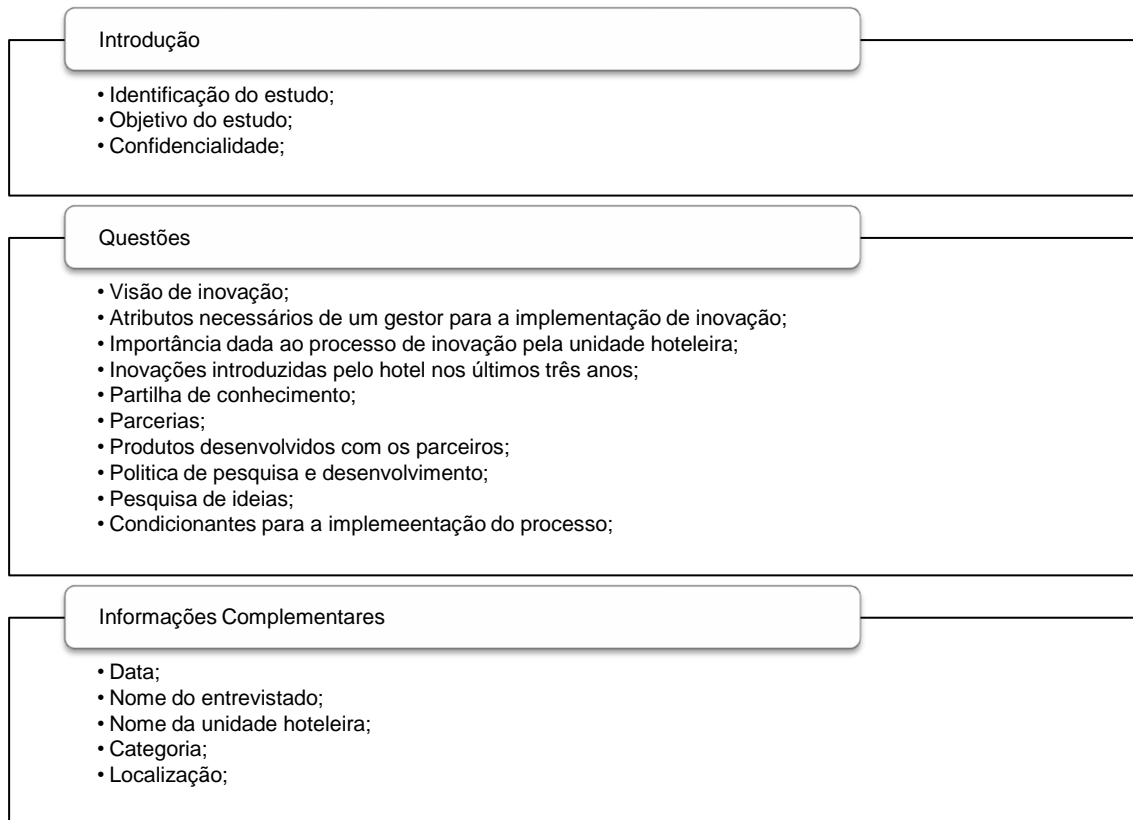 Introdução
• Identificação do estudo;
• Objetivo do estudo;
• Confidencialidade;
Questões
• Visão de inovação;
• Atributos necessários de um gestor para a implementação de inovação;
• Importância dada ao processo de inovação pela unidade hoteleira;
• Inovações introduzidas pelo hotel nos últimos três anos;
• Partilha de conhecimento;
• Parcerias;
• Produtos desenvolvidos com os parceiros;
• Politica de pesquisa e desenvolvimento;
• Pesquisa de ideias;
• Condicionantes para a implemeentação do processo;
Informações Complementares
• Data;
• Nome do entrevistado;
• Nome da unidade hoteleira;
• Categoria;
• Localização;